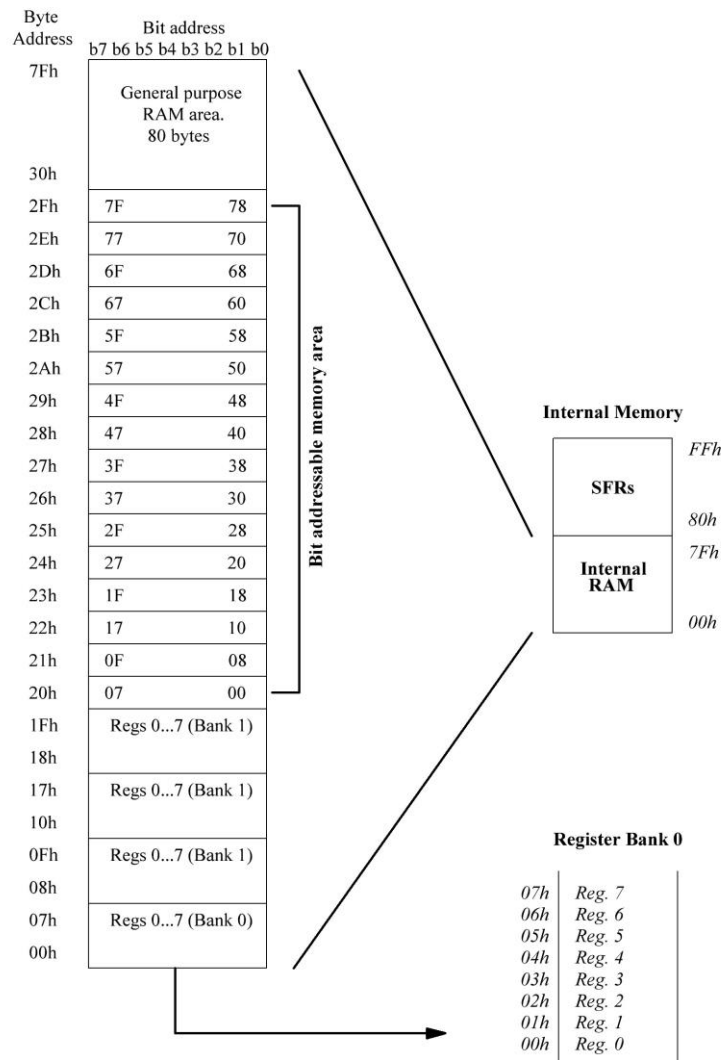 Byte
Address
Bit address
b7 b6 b5 b4 b3 b2 b1 b0
7Fh
General purpose
RAM area.
80 bytes
30h
2Fh 7F 78
2Eh 77 70
2Dh 6F 68
2Ch 67 60
2Bh 5F 58
2Ah 57 50
29h 4F 48
28h 47 40
27h 3F 38
26h 37 30
25h 2F 28
24h 27 20
23h 1F 18
22h 17 10
21h 0F 08
20h 07 00
1Fh Regs 0...7 (Bank 1)
18h
17h Regs 0...7 (Bank 1)
10h
0Fh Regs 0...7 (Bank 1)
08h
07h Regs 0...7 (Bank 0)
00h
Bit addressable memory area
Internal Memory
FFh
SFRs
80h
7Fh
Internal
RAM
00h
Register Bank 0
07h Reg. 7
06h Reg. 6
05h Reg. 5
04h Reg. 4
03h Reg. 3
02h Reg. 2
01h Reg. 1
00h Reg. 0